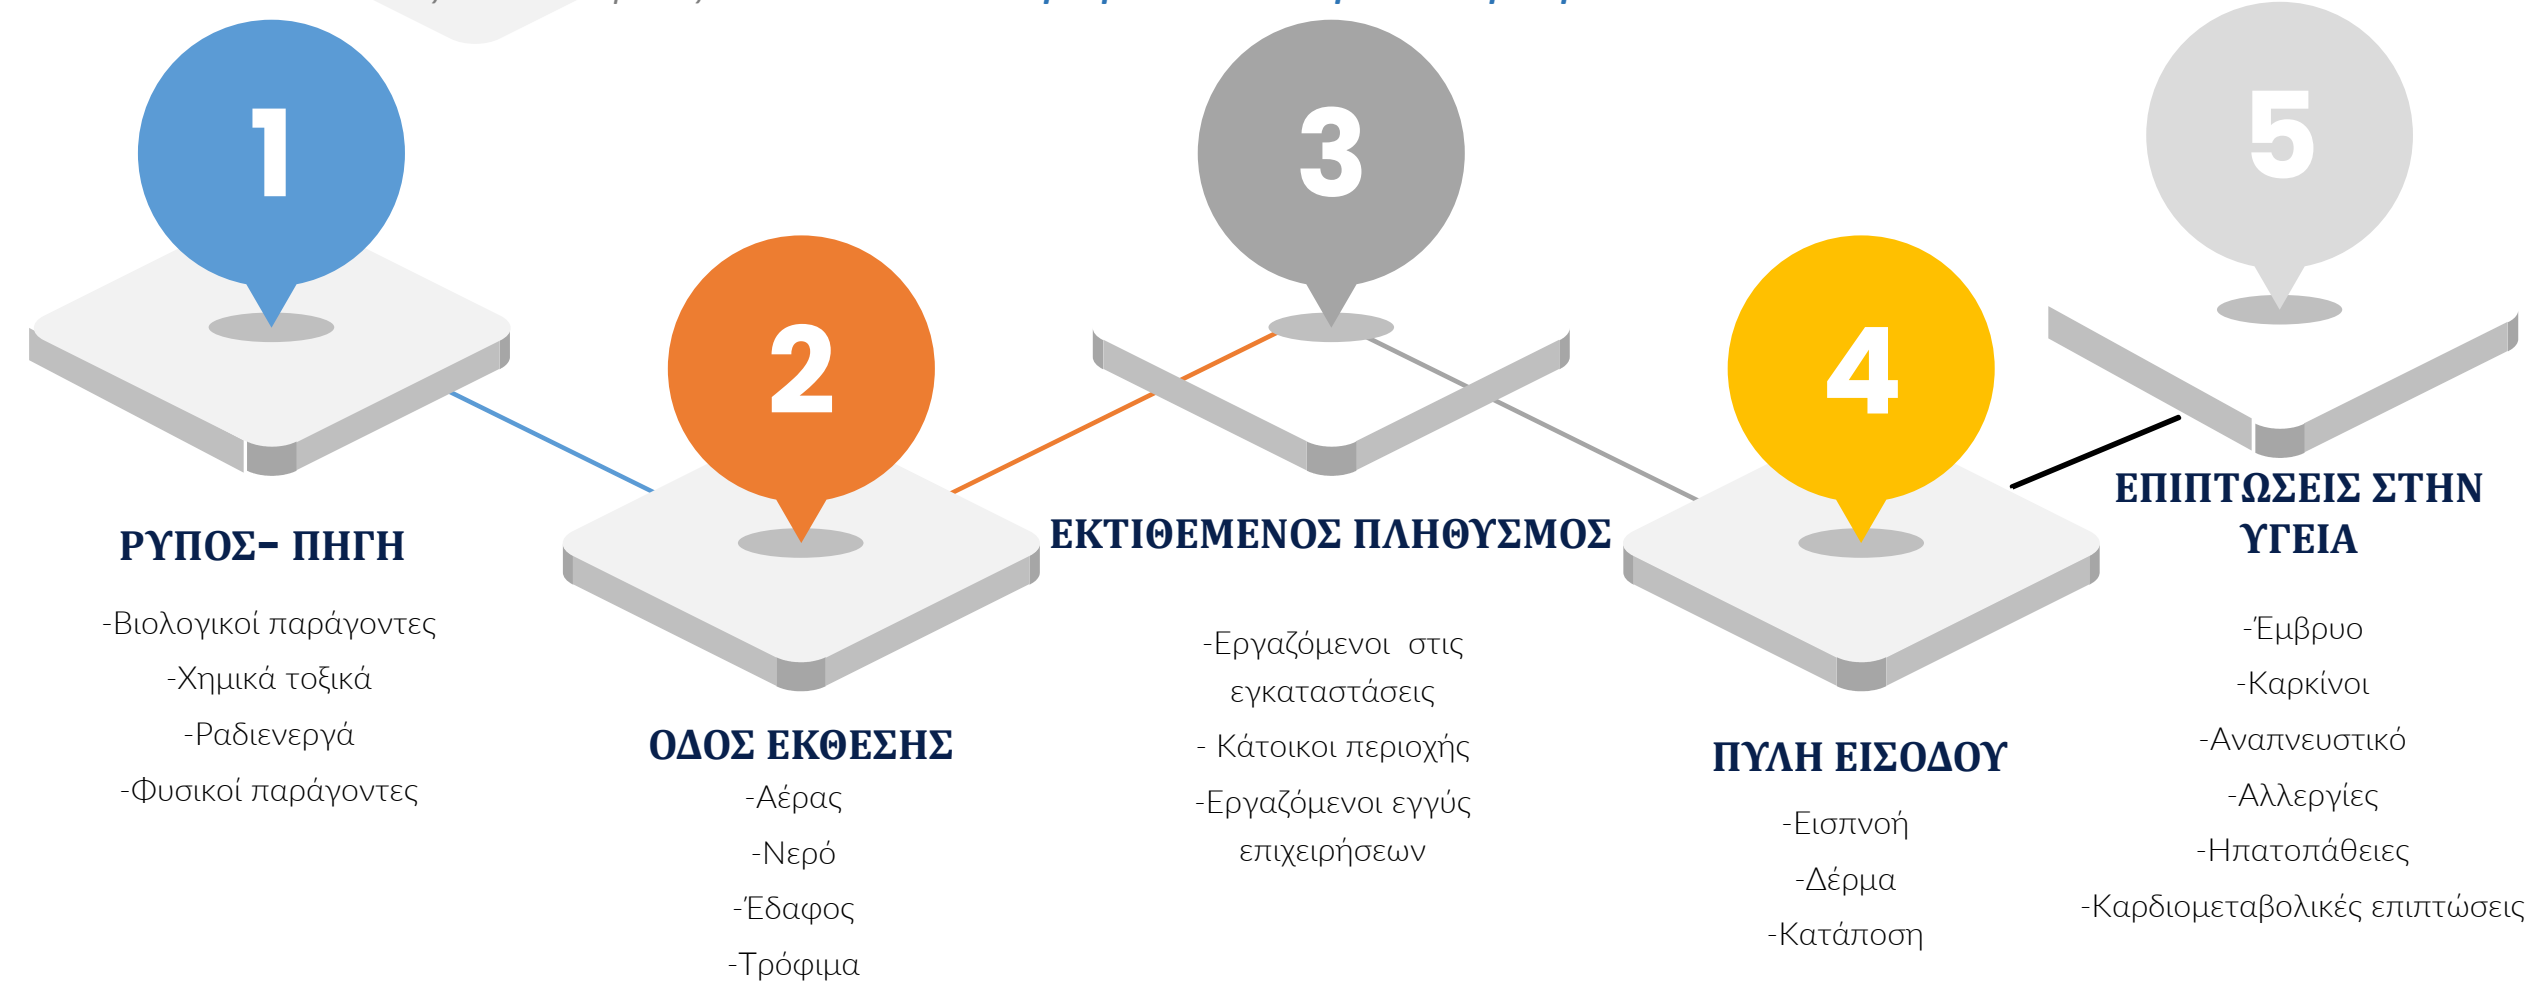 1
ΡΥΠΟΣ– ΠΗΓΗ
-Βιολογικοί παράγοντες
-Χημικά τοξικά
-Ραδιενεργά
-Φυσικοί παράγοντες
2
ΟΔΟΣ ΕΚΘΕΣΗΣ
-Αέρας
-Νερό
-Έδαφος
-Τρόφιμα
3
ΕΚΤΙΘΕΜΕΝΟΣ ΠΛΗΘΥΣΜΟΣ
-Εργαζόμενοι στις
εγκαταστάσεις
- Κάτοικοι περιοχής
-Εργαζόμενοι εγγύς
επιχειρήσεων
4
ΠΥΛΗ ΕΙΣΟΔΟΥ
-Εισπνοή
-Δέρμα
-Κατάποση
5
ΕΠΙΠΤΩΣΕΙΣ ΣΤΗΝ
ΥΓΕΙΑ
-Έμβρυο
-Καρκίνοι
-Αναπνευστικό
-Αλλεργίες
-Ηπατοπάθειες
-Καρδιομεταβολικές επιπτώσεις